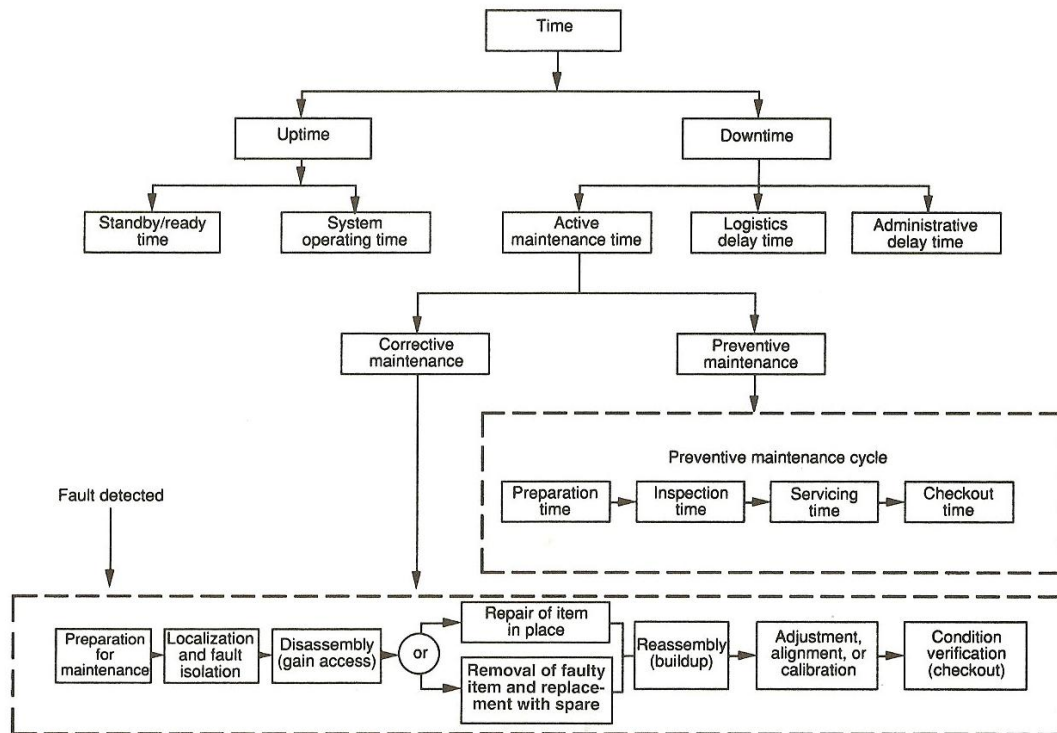 Time
Uptime
Downtime
Standby/ready
time
System
operating time
Active
maintenance time
Logistics
delay time
Administrative
delay time
Corrective
maintenance
Preventive
maintenance
Preventive maintenance cycle
Preparation
time
Inspection
time
Servicing
time
Checkout
time
Fault detected
Preparation
for
maintenance
Localization
and fault
isolation
Disassembly
(gain access)
or
Repair of item
in place
Removal of faulty
item and replace-
ment with spare
Reassembly
(buildup)
Adjustment,
alignment, or
calibration
Condition
verification
(checkout)